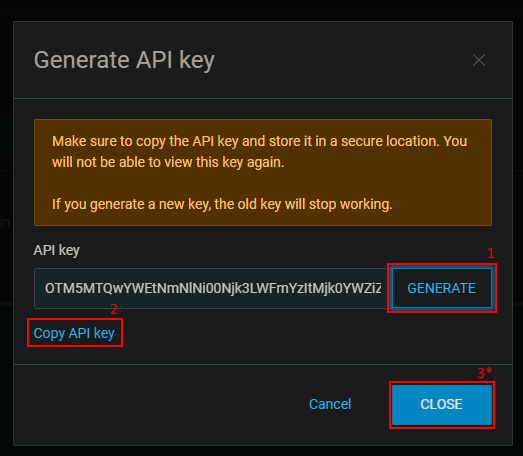 Generate API key
Make sure to copy the API key and store it in a secure location. You
will not be able to view this key again.
If you generate a new key, the old key will stop working.
API key
1
OTM5MTQwYWEtNmNlNi00Njk3LWFmYzItMjk0YWZiZ
GENERATE
2
Copy API key
3*
Cancel
CLOSE